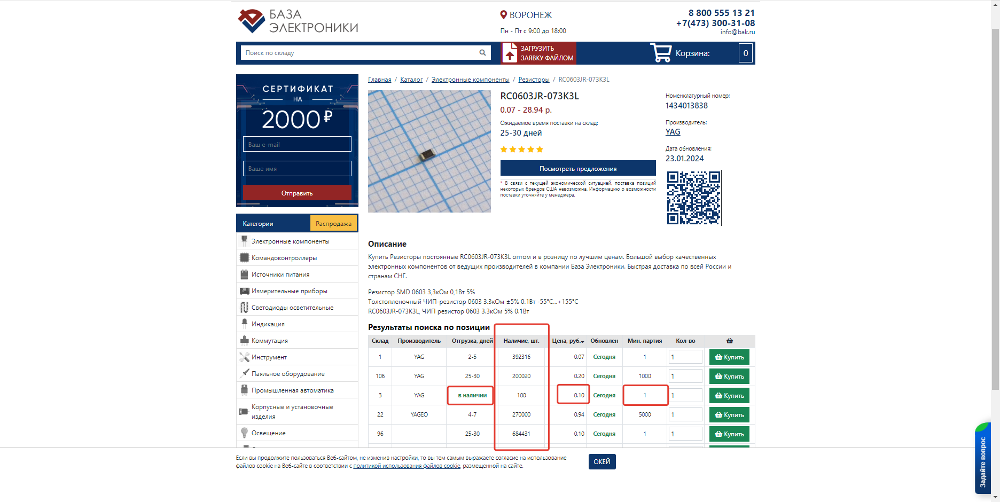 БАЗА
ЭЛЕКТРОНИКИ
ВОРОНЕЖ
Пн - Пт с 9:00 до 18:00
8 800 555 13 21
+7(473) 300-31-08
info@bak.ru
Поиск по складу
ЗАГРУЗИТЬ
ЗАЯВКУ ФАЙЛОМ
Корзина: 0
СЕРТИФИКАТ
НА
2000 ₽
Ваш e-mail
Ваше имя
Отправить
Категории Распродажа
Электронные компоненты
Командоконтроллеры
Источники питания
Измерительные приборы
Светодиоды осветительные
Индикация
Коммутация
Инструмент
Паяльное оборудование
Промышленная автоматика
Корпусные и установочные
изделия
Освещение
Главная / Каталог / Электронные компоненты / Резисторы / RC0603JR-073K3L
RC0603JR-073K3L
0.07 - 28.94 р.
Ожидаемое время поставки на склад:
25-30 дней
Посмотреть предложения
* В связи с текущей экономической ситуацией, поставка позиций
некоторых брендов США невозможна. Информацию о возможности
поставки уточняйте у менеджера.
Номенклатурный номер:
1434013838
Производитель:
YAG
Дата обновления:
23.01.2024
Описание
Купить Резисторы постоянные RC0603JR-073K3L оптом и в розницу по лучшим ценам. Большой выбор качественных
электронных компонентов от ведущих производителей в компании База Электроники. Быстрая доставка по всей России и
странам СНГ.
Резистор SMD 0603 3,3кОм 0,1Вт 5%
Толстопленочный ЧИП-резистор 0603 3.3кОм ±5% 0.1Вт -55°С...+155°С
RC0603JR-073K3L, ЧИП резистор 0603 3.3кОм 5% 0.1Вт
Результаты поиска по позиции
Склад Производитель Отгрузка, дней Наличие, шт. Цена, руб. Обновлен Мин. партия Кол-во
1 YAG 2-5 392316 0.07 Сегодня 1 1 Купить
106 YAG 25-30 200020 0.20 Сегодня 1000 1 Купить
3 YAG в наличии 100 0.10 Сегодня 1 1 Купить
22 YAGEO 4-7 270000 0.94 Сегодня 5000 1 Купить
96 25-30 684431 0.10 Сегодня 1 1 Купить
Если вы продолжите пользоваться Веб-сайтом, не изменив настройки, то вы тем самым выражаете согласие на использование
файлов cookie на Веб-сайте в соответствии с политикой использования файлов cookie, размещенной на сайте.
ОКЕЙ
Задайте вопрос